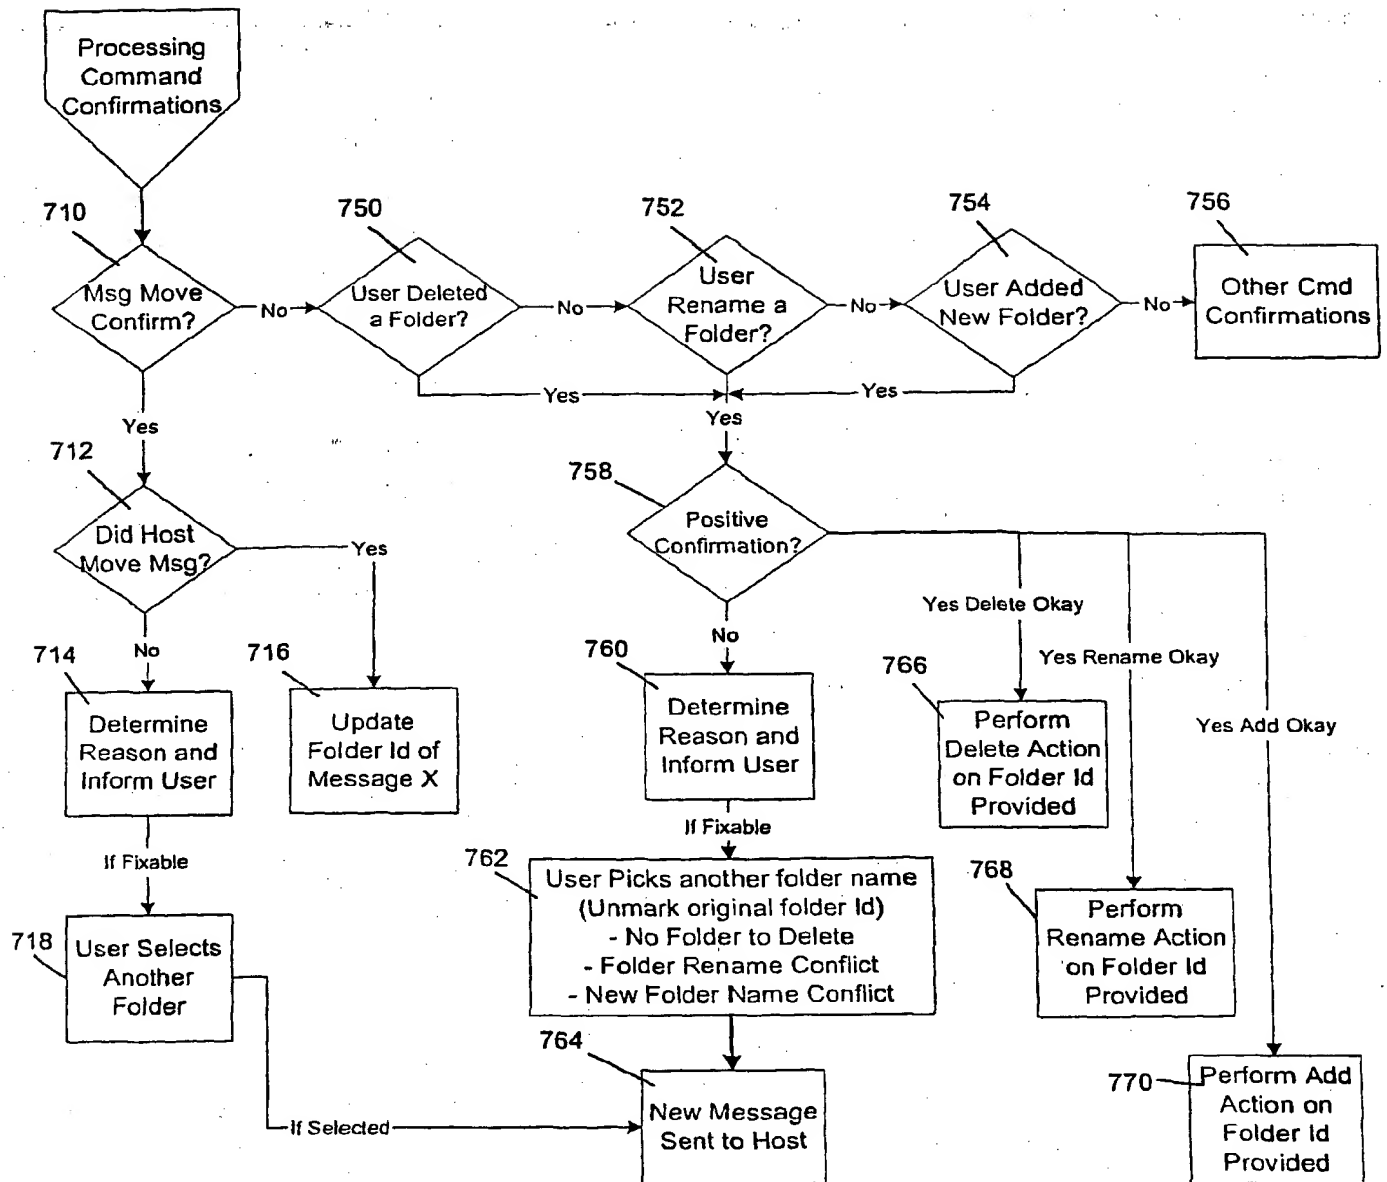 Processing
Command
Confirmations
710
750
752
754
756
Msg Move
Confirm?
No
User Deleted
a Folder?
No
User
Rename a
Folder?
No
User Added
New Folder?
No
Other Cmd
Confirmations
Yes
Yes
Yes
Yes
712
758
Did Host
Move Msg?
Yes
Positive
Confirmation?
Yes Delete Okay
Yes Rename Okay
Yes Add Okay
No
No
714
716
760
766
Determine
Reason and
Inform User
Update
Folder Id of
Message X
Determine
Reason and
Inform User
Perform
Delete Action
on Folder Id
Provided
If Fixable
If Fixable
762
768
User Picks another folder name
(Unmark original folder Id)
- No Folder to Delete
- Folder Rename Conflict
- New Folder Name Conflict
Perform
Rename Action
on Folder Id
Provided
718
User Selects
Another
Folder
764
770
If Selected
New Message
Sent to Host
Perform Add
Action on
Folder Id
Provided